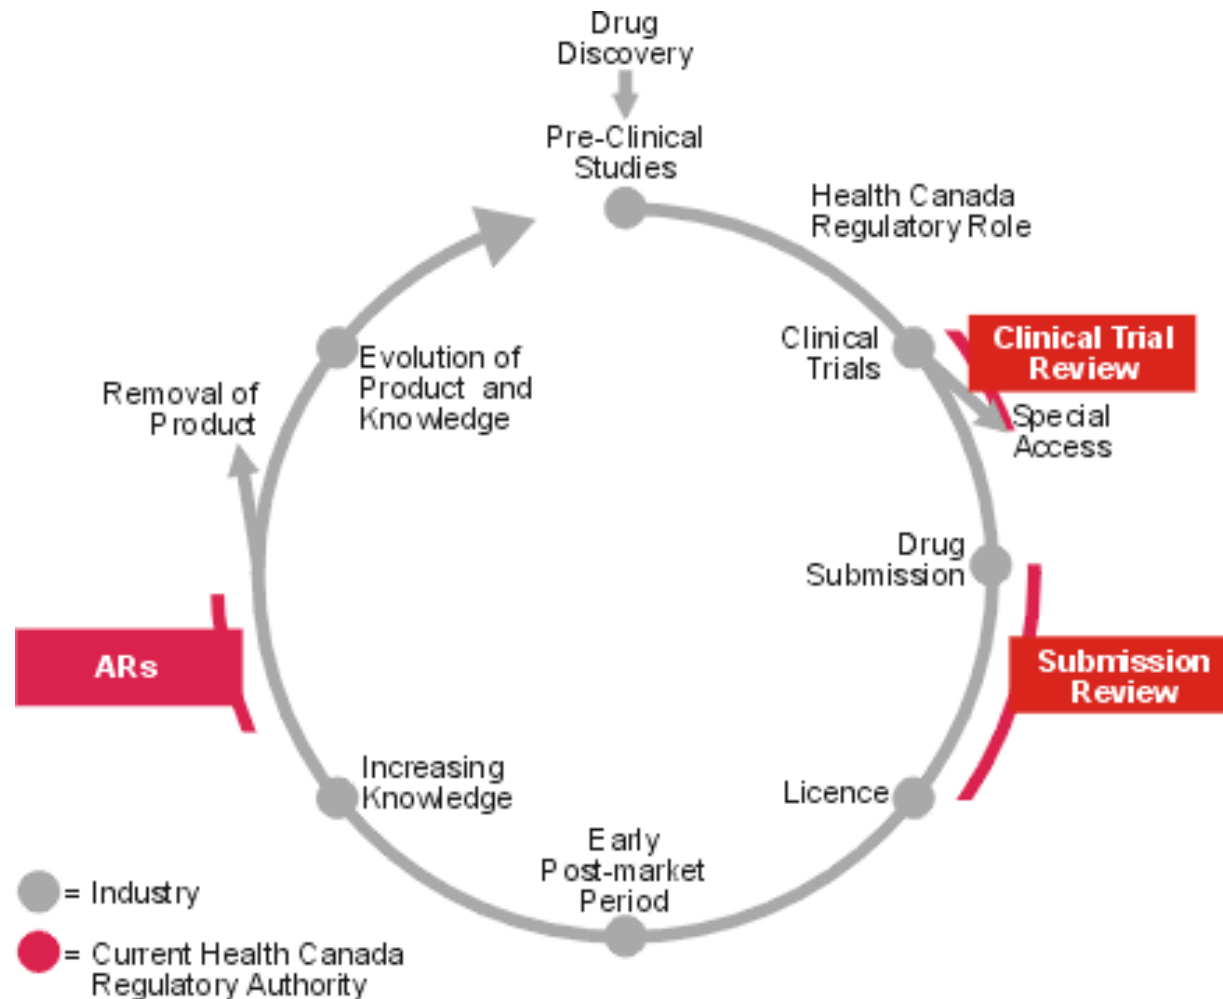 Drug
Discovery
Pre-Clinical
Studies
Health Canada
Regulatory Role
Clinical
Trials
Clinical Trial
Review
Special
Access
Drug
Submission
Submission
Review
Licence
Early
Post-market
Period
Increasing
Knowledge
ARs
Removal of
Product
Evolution of
Product and
Knowledge
= Industry
= Current Health Canada
Regulatory Authority